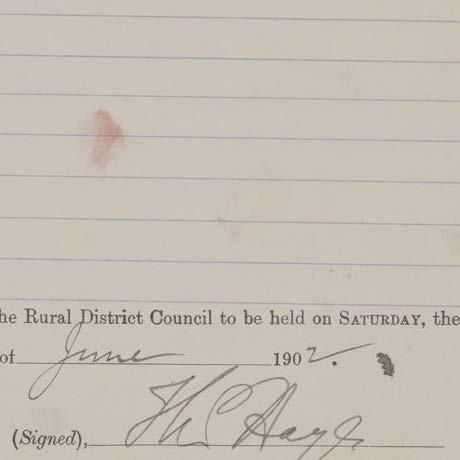 he Rural District Council to be held on SATURDAY, the
of June 1902.
(Signed),